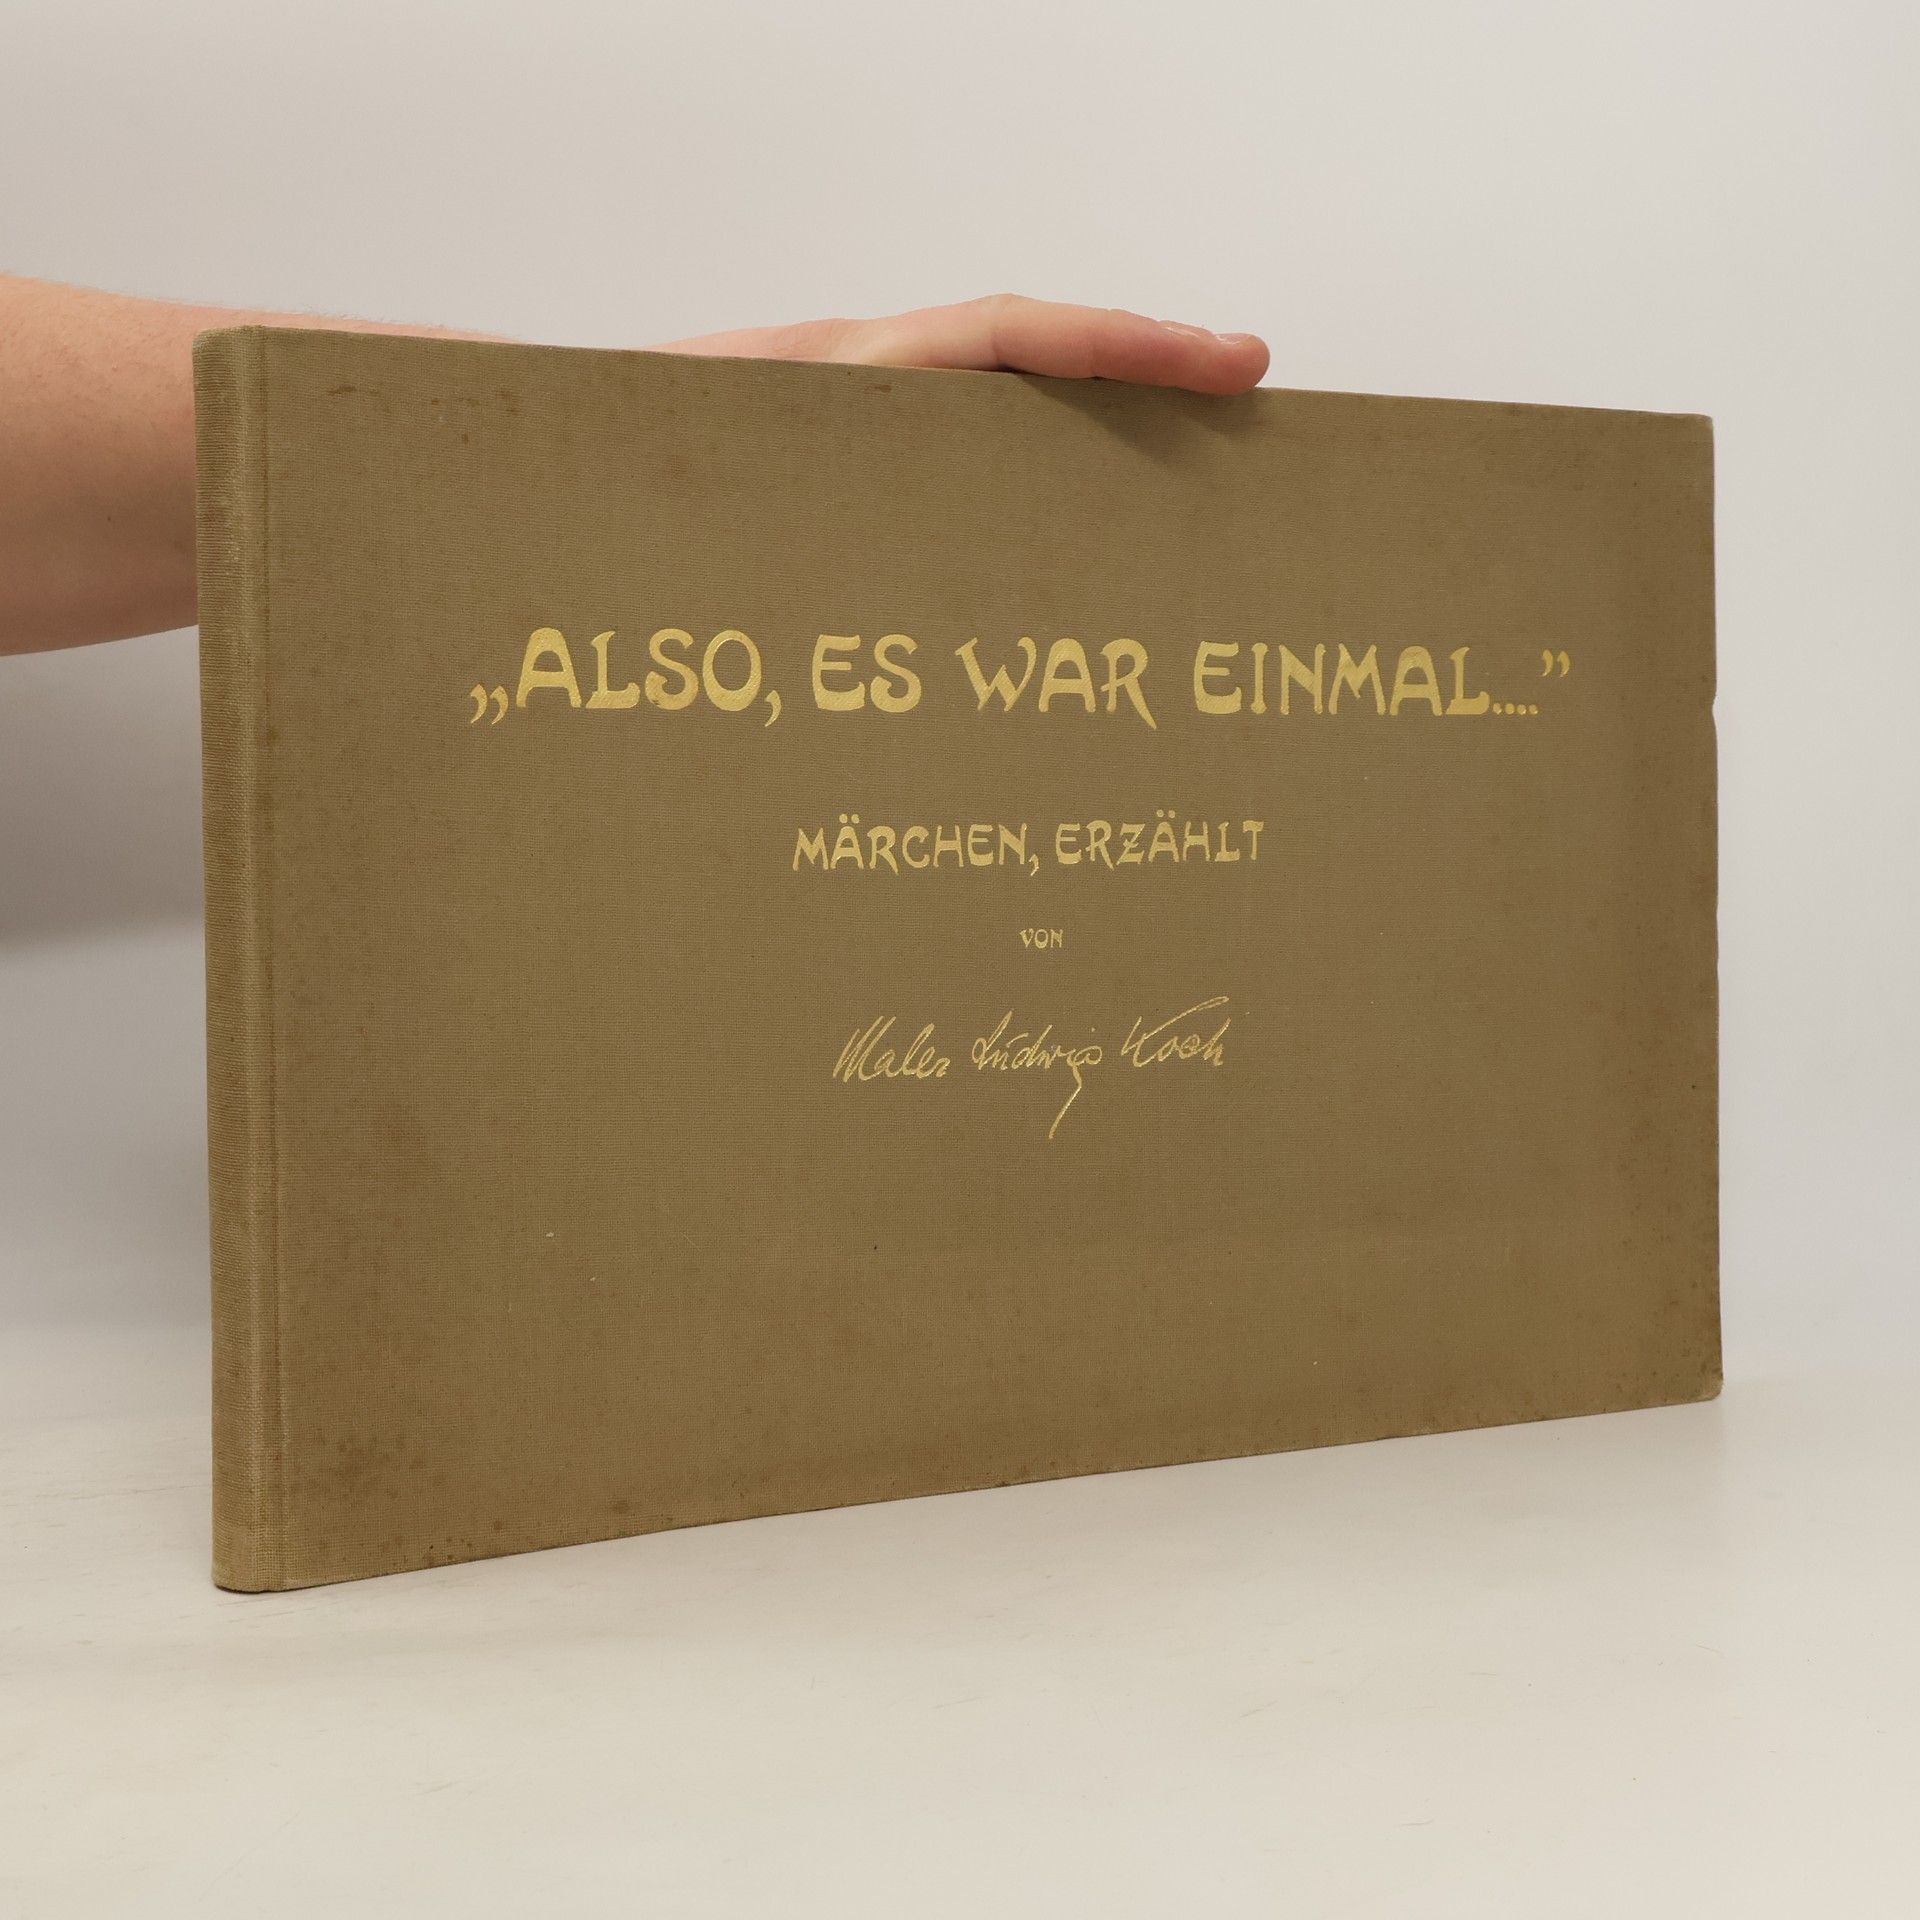 „ALSO, ES WAR EINMAL....”
MÄRCHEN, ERZÄHLT
VON
Maler Ludwig Koch